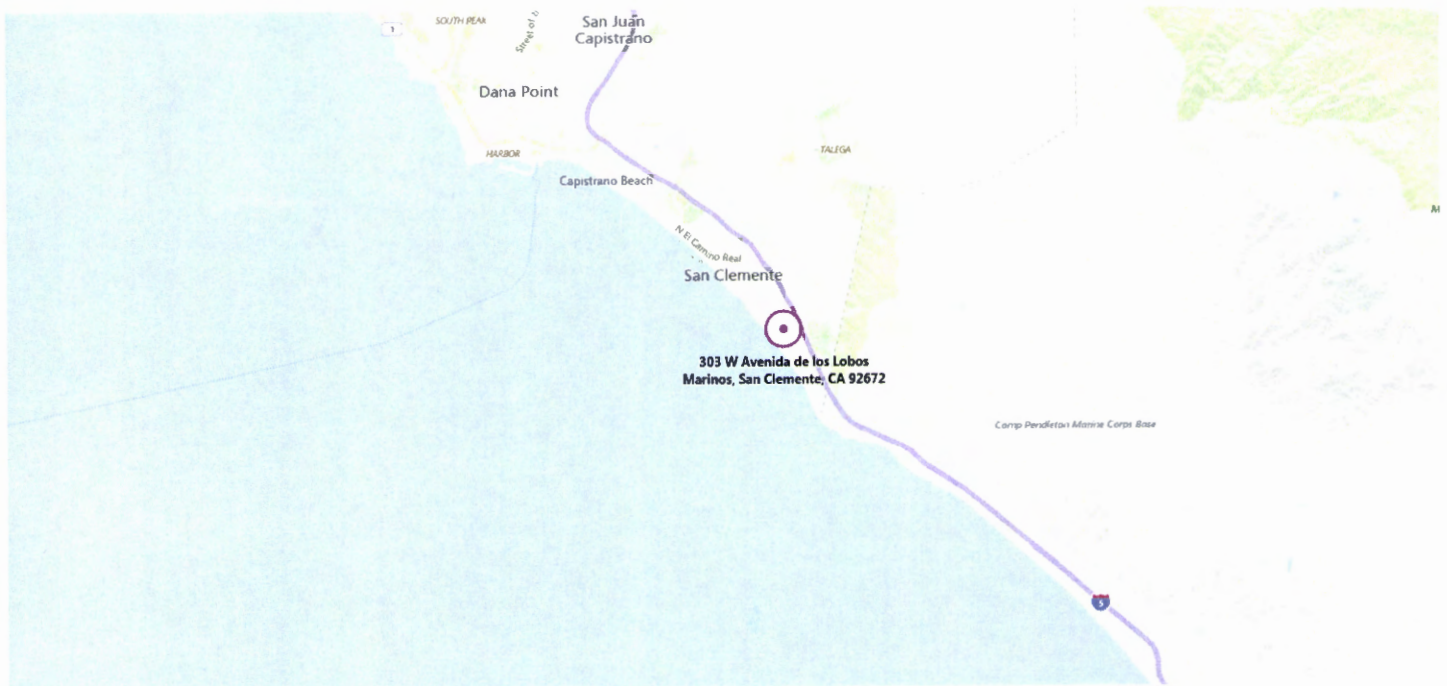 SOUTH PEAK
1
San Juan
Capistrano
Dana Point
HARBOR
TALEGA
Capistrano Beach
M
N El Camino Real
San Clemente
303 W Avenida de los Lobos
Marinos, San Clemente, CA 92672
Camp Pendleton Marine Corps Base
5